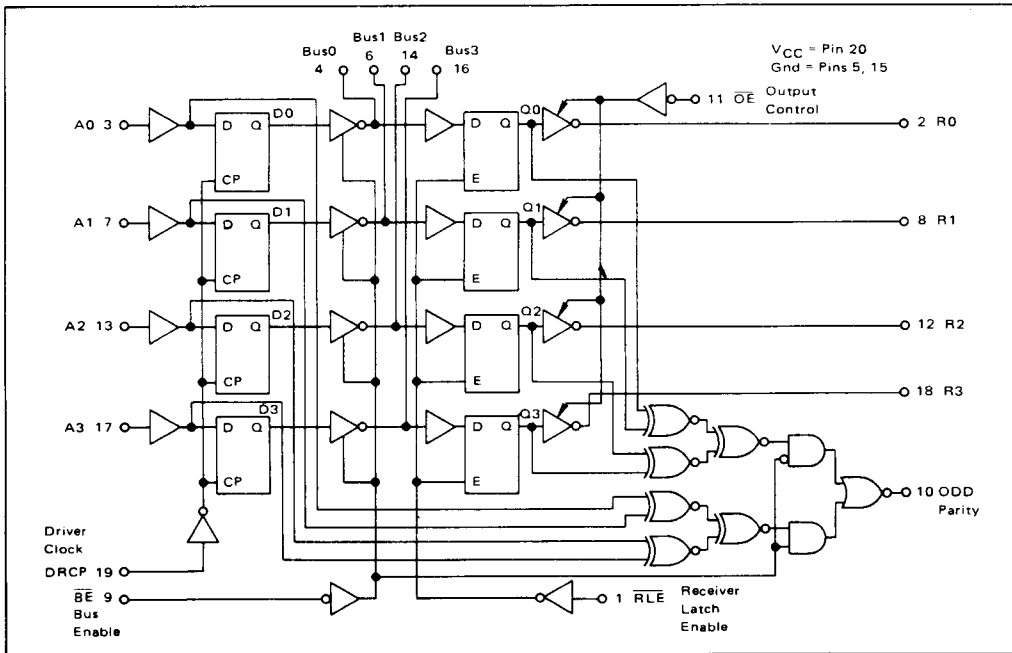 Bus0
4
Bus1
6
Bus2
14
Bus3
16
VCC = Pin 20
Gnd = Pins 5, 15
11 OE Output
Control
A0 3
D Q
D0
CP
D Q
E
Q0
2 R0
A1 7
D Q
D1
CP
D Q
E
Q1
8 R1
A2 13
D Q
D2
CP
D Q
E
Q2
12 R2
18 R3
A3 17
D Q
D3
CP
D Q
E
Q3
10 ODD
Parity
Driver
Clock
DRCP 19
BE 9
Bus
Enable
1 RLE Receiver
Latch
Enable